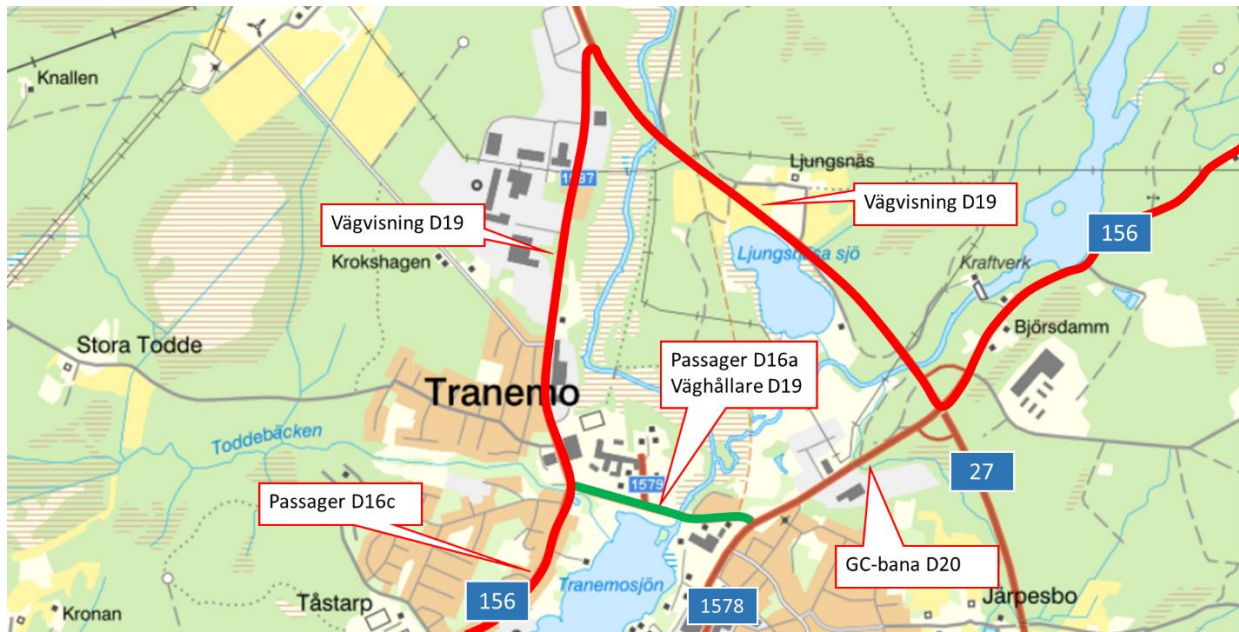 Knallen
Ljungsnäs
1587
Vägvisning D19
Vägvisning D19
156
Ljungsnäsa sjö
Krokshagen
Kraftverk
Björsdamm
Stora Todde
Passager D16a
Väghållare D19
Tranemo
Toddebäcken
27
1579
Passager D16c
GC-bana D20
Tranemosjön
156
1578
Järpesbo
Tåstarp
Kronan